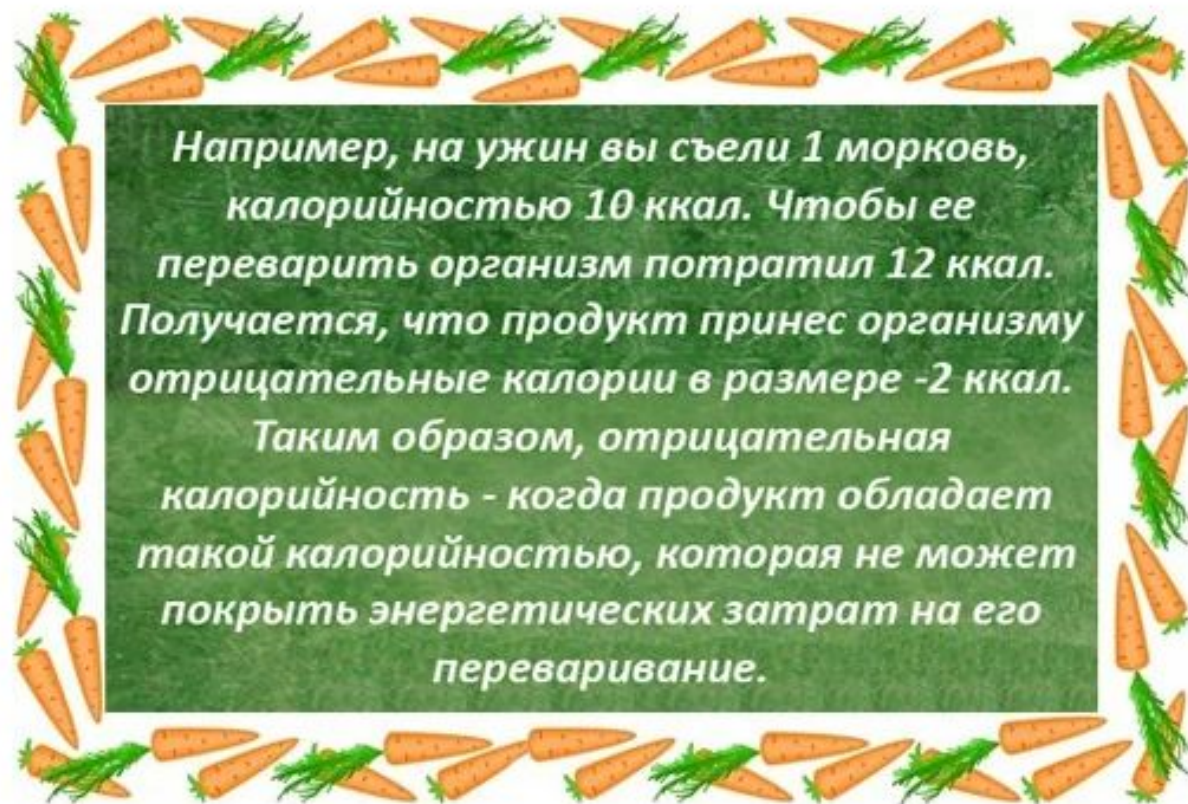 Например, на ужин вы съели 1 морковь,
калорийностью 10 ккал. Чтобы ее
переварить организм потратил 12 ккал.
Получается, что продукт принес организму
отрицательные калории в размере -2 ккал.
Таким образом, отрицательная
калорийность - когда продукт обладает
такой калорийностью, которая не может
покрыть энергетических затрат на его
переваривание.